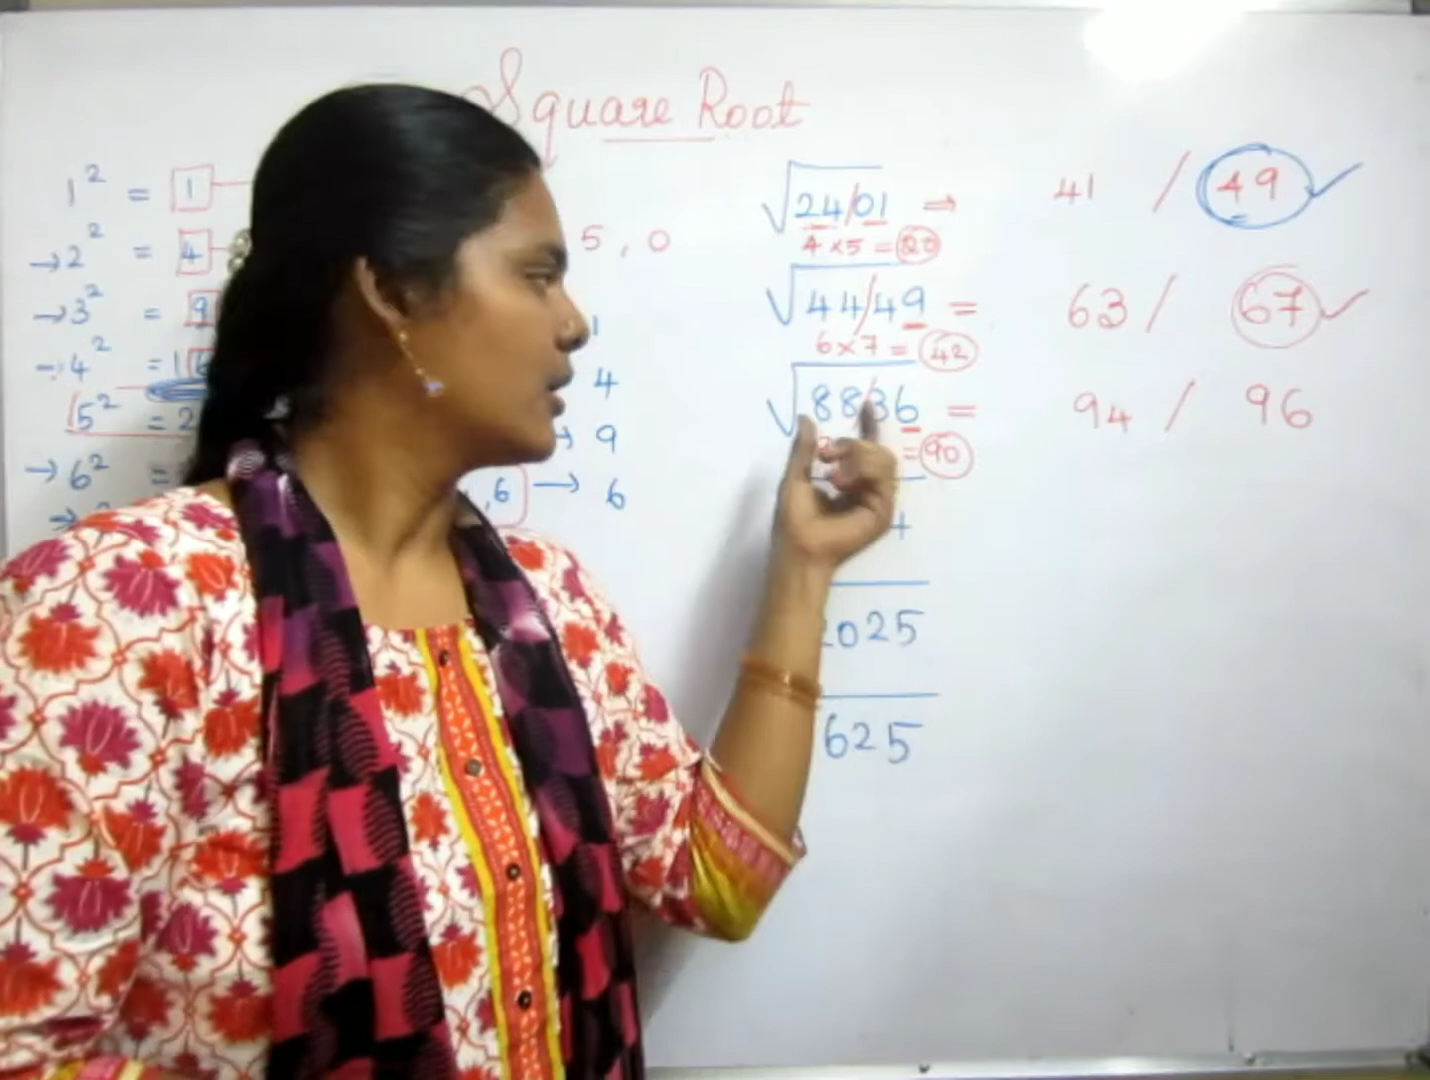 Square Root
1² = 1
→ 2² = 4
→ 3² = 9
→ 4² = 16
5² = 2
→ 6² =
5, 0
1
4
→ 9
,6 → 6
√24/01 ⇒ 41 / 49 ✓
4 × 5 = 20
√44/49 = 63 / 67 ✓
6 × 7 = 42
√88/36 = 94 / 96
= 90
4
2025
625